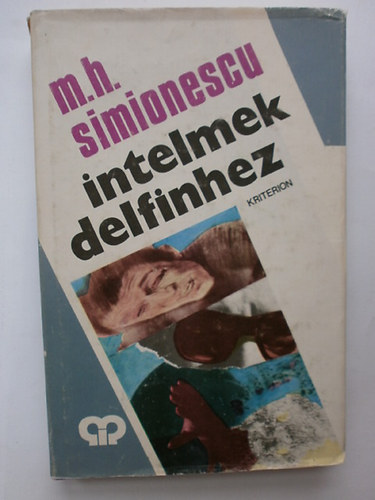 m.h.
simionescu
intelmek
delfinhez
KRITERION